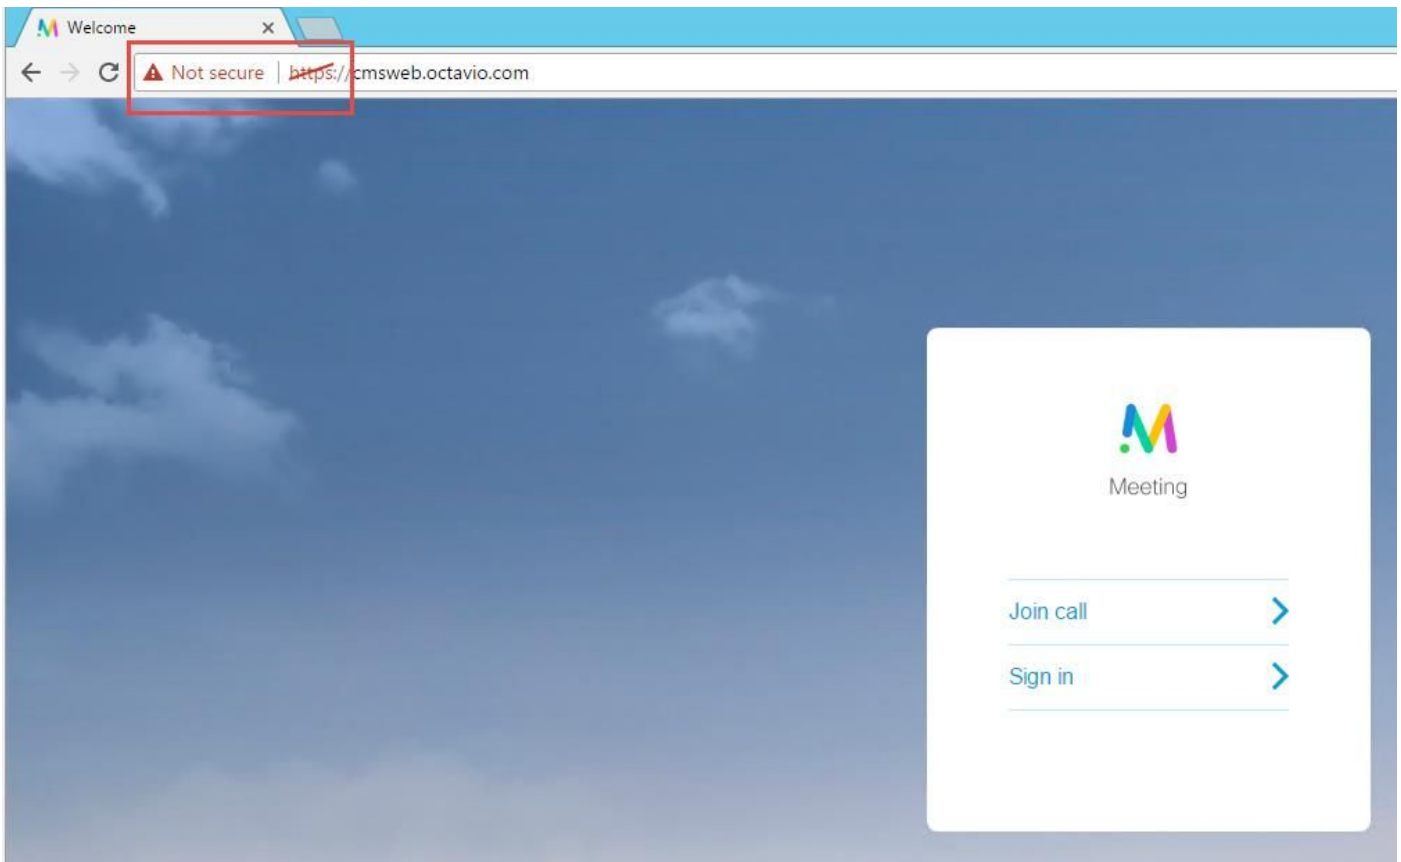 Welcome
Not secure | https://cmsweb.octavio.com
Meeting
Join call
Sign in